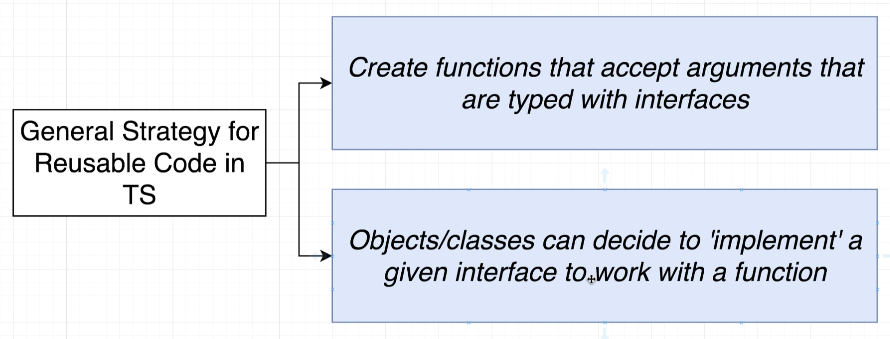 General Strategy for
Reusable Code in
TS
Create functions that accept arguments that
are typed with interfaces
Objects/classes can decide to 'implement' a
given interface to work with a function